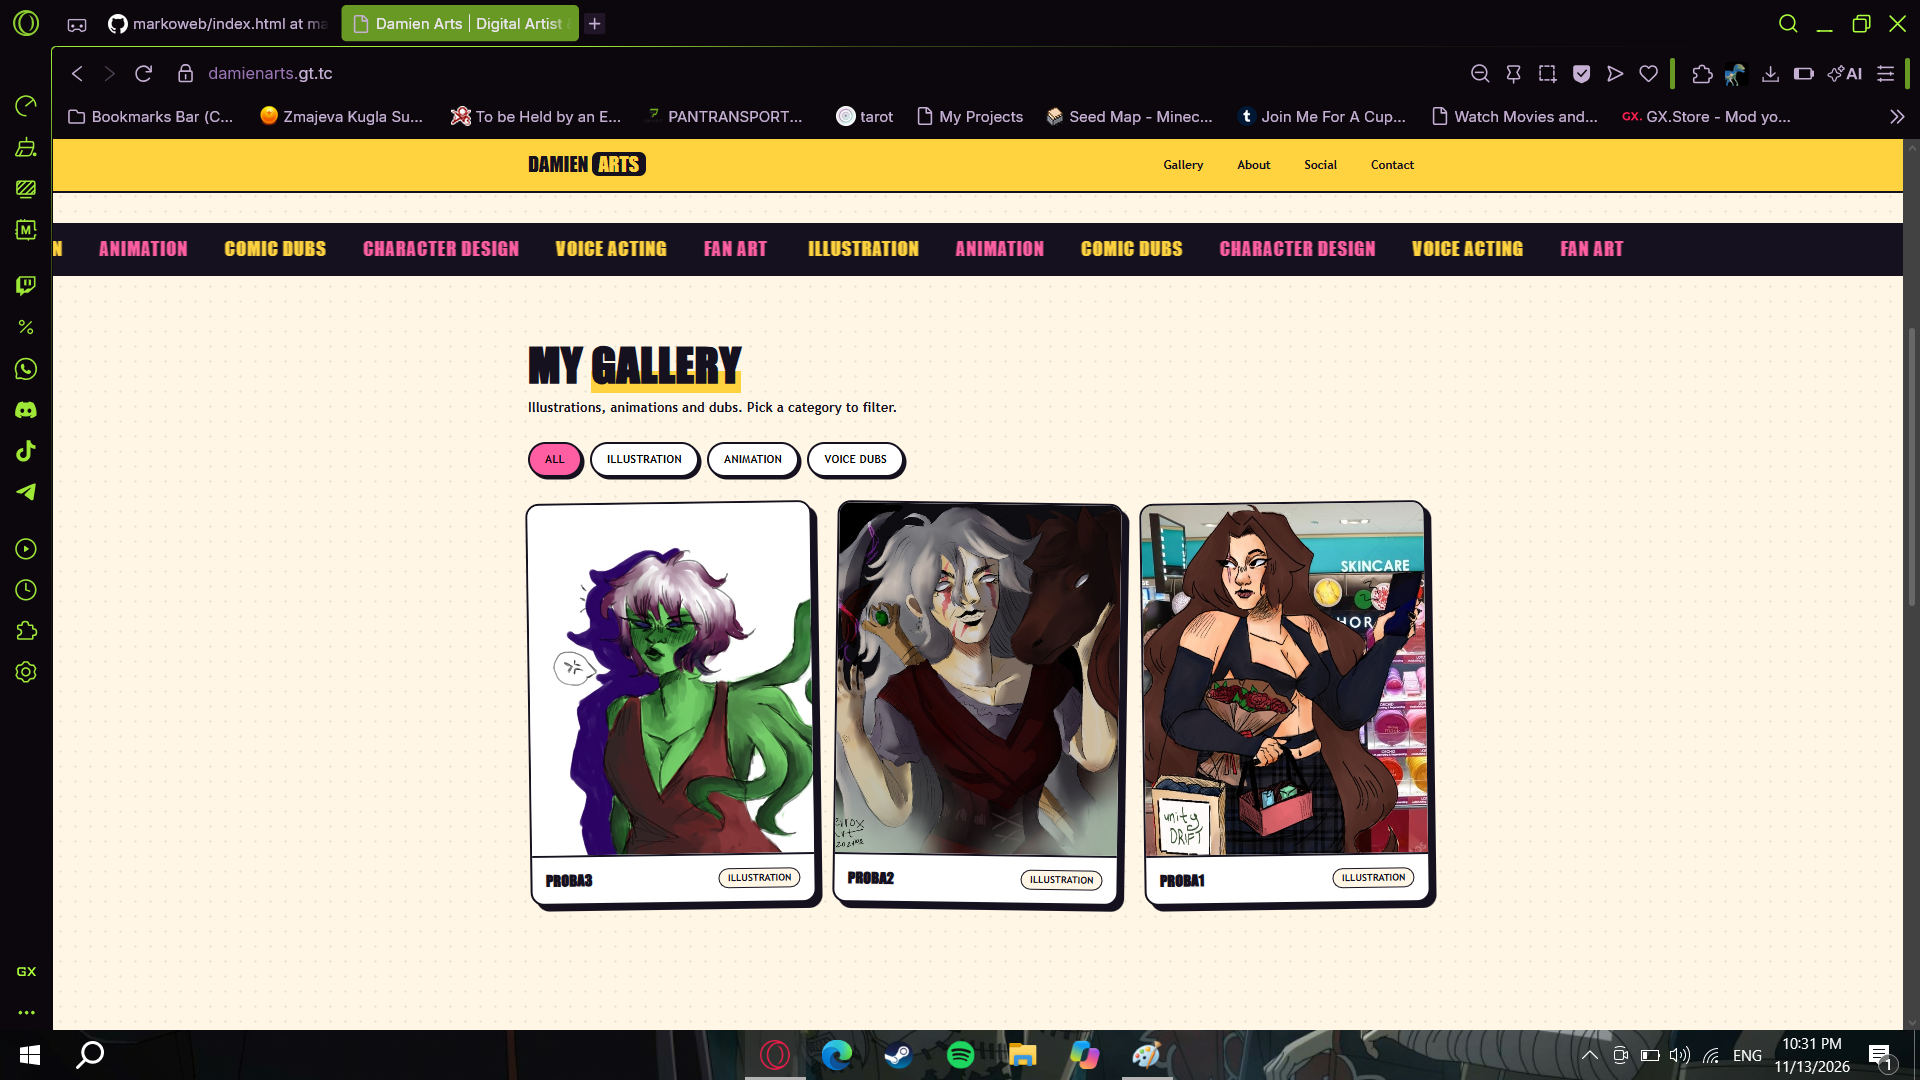 markoweb/index.html at ma
Damien Arts | Digital Artist &
damienarts.gt.tc
AI
Bookmarks Bar (C...
Zmajeva Kugla Su...
To be Held by an E...
PANTRANSPORT...
tarot
My Projects
Seed Map - Minec...
Join Me For A Cup...
Watch Movies and...
GX.Store - Mod yo...
DAMIEN ARTS
Gallery
About
Social
Contact
N ANIMATION COMIC DUBS CHARACTER DESIGN VOICE ACTING FAN ART ILLUSTRATION ANIMATION COMIC DUBS CHARACTER DESIGN VOICE ACTING FAN ART
MY GALLERY
Illustrations, animations and dubs. Pick a category to filter.
ALL
ILLUSTRATION
ANIMATION
VOICE DUBS
SKINCARE
HOR
unity
DRIFT
PROBA3
ILLUSTRATION
PROBA2
ILLUSTRATION
PROBA1
ILLUSTRATION
GX
ENG
10:31 PM
11/13/2026
1